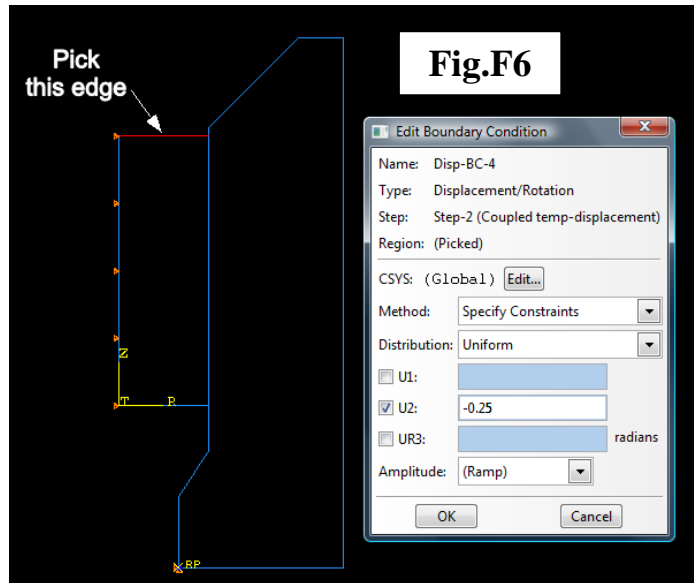 Pick
this edge
Fig.F6
Z
T
R
RP
Edit Boundary Condition
Name: Disp-BC-4
Type: Displacement/Rotation
Step: Step-2 (Coupled temp-displacement)
Region: (Picked)
CSYS: (Global) Edit...
Method: Specify Constraints
Distribution: Uniform
U1:
U2: -0.25
UR3: radians
Amplitude: (Ramp)
OK Cancel